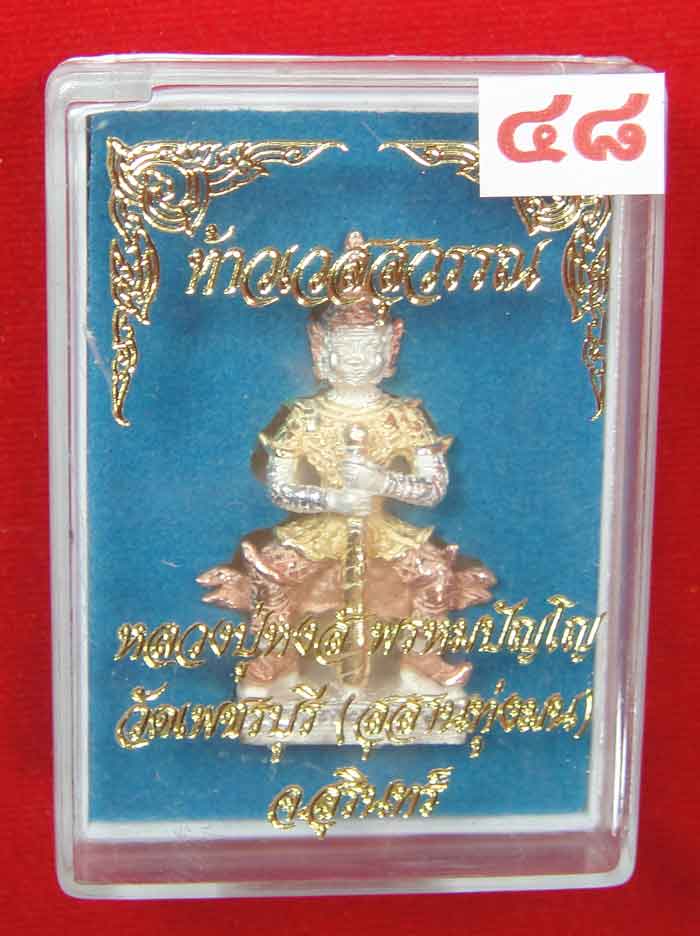 ๔๘
ท้าวเวสสุวรรณ
หลวงปู่หงส์ พรหมปัญโญ
วัดเพชรบุรี (สุสานทุ่งมน)
จ.สุรินทร์